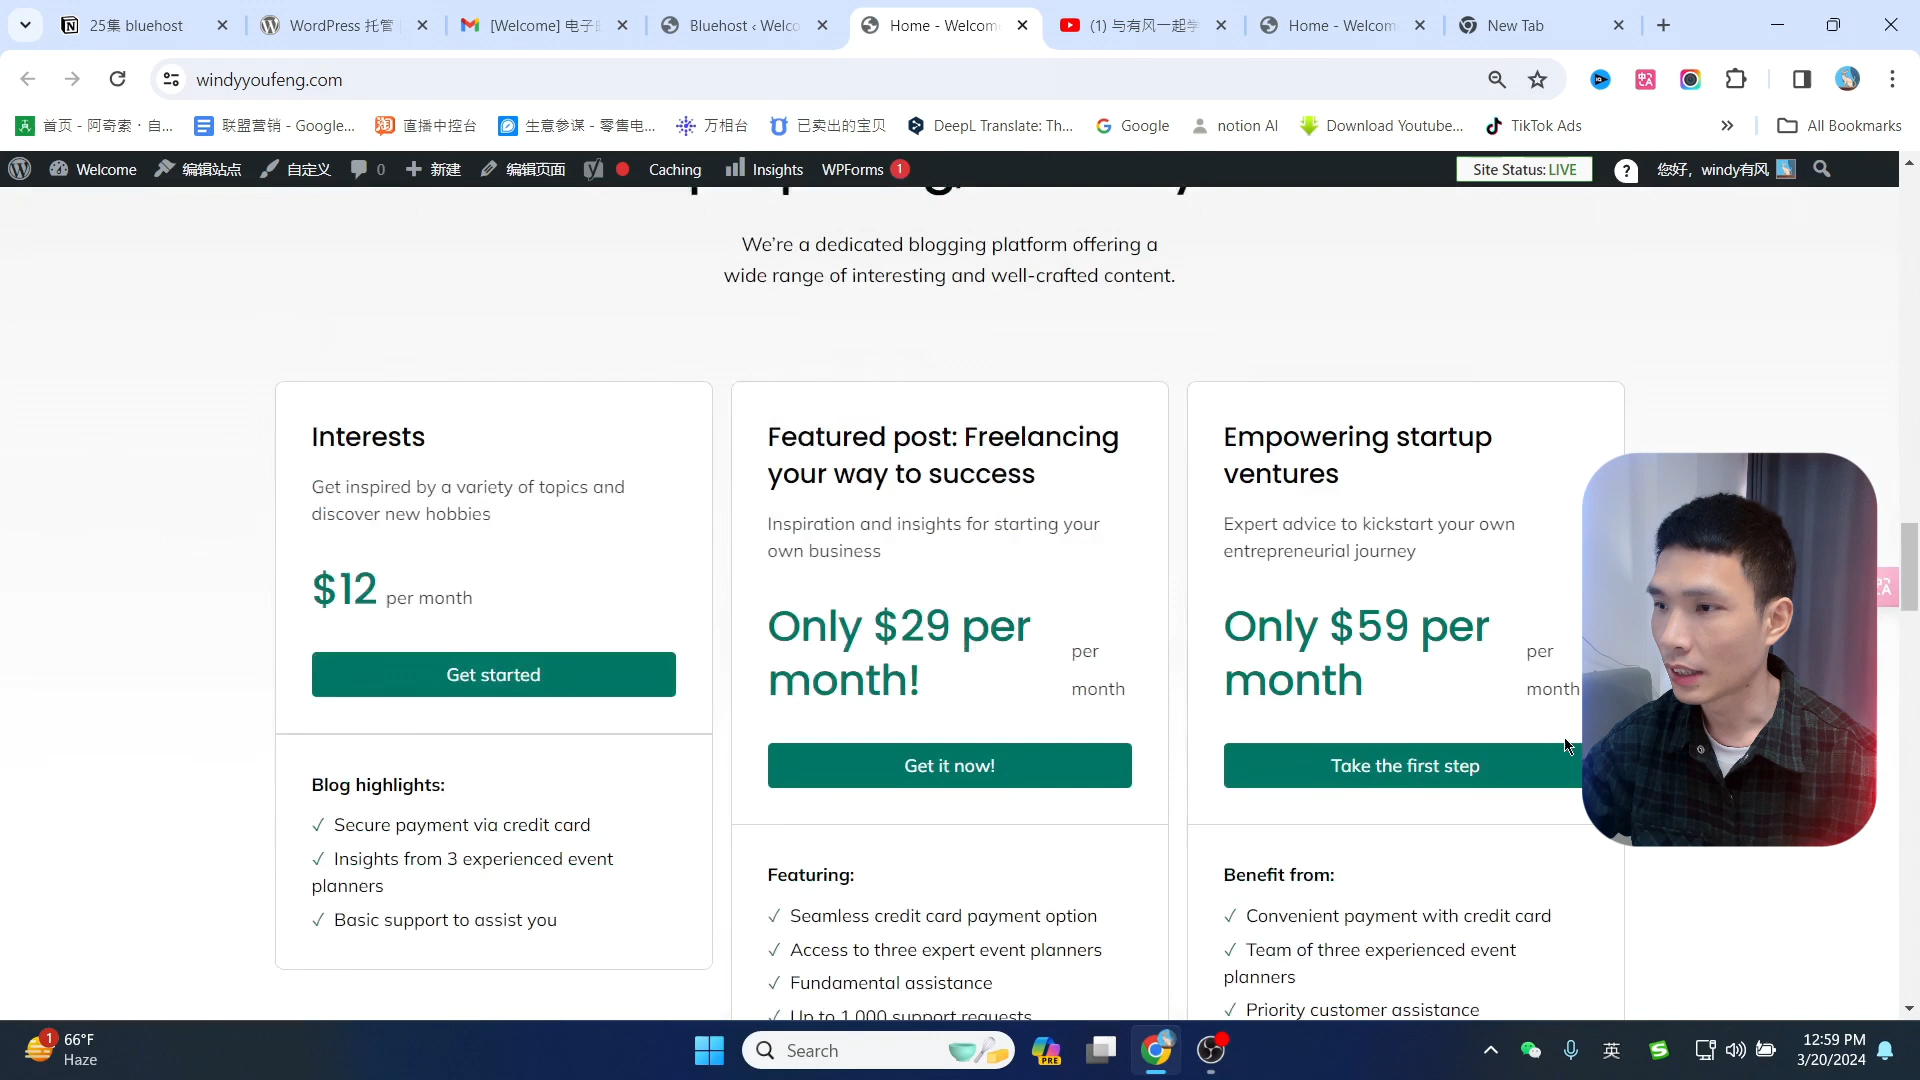 25集 bluehost
WordPress 托管
[Welcome] 电子
Bluehost ‹ Welco
Home - Welcom
(1) 与有风一起学
Home - Welcom
New Tab
windyyoufeng.com
首页 - 阿奇索 · 自...
联盟营销 - Google...
直播中控台
生意参谋 - 零售电...
万相台
已卖出的宝贝
DeepL Translate: Th...
Google
notion AI
Download Youtube...
TikTok Ads
»
All Bookmarks
Welcome
编辑站点
自定义
0
新建
编辑页面
Caching
Insights
WPForms 1
Site Status: LIVE
您好，windy有风
We're a dedicated blogging platform offering a
wide range of interesting and well-crafted content.
Interests
Get inspired by a variety of topics and
discover new hobbies
$12 per month
Get started
Blog highlights:
✓ Secure payment via credit card
✓ Insights from 3 experienced event
planners
✓ Basic support to assist you
Featured post: Freelancing
your way to success
Inspiration and insights for starting your
own business
Only $29 per
month!
per
month
Get it now!
Featuring:
✓ Seamless credit card payment option
✓ Access to three expert event planners
✓ Fundamental assistance
✓ Up to 1,000 support requests
Empowering startup
ventures
Expert advice to kickstart your own
entrepreneurial journey
Only $59 per
month
per
month
Take the first step
Benefit from:
✓ Convenient payment with credit card
✓ Team of three experienced event
planners
✓ Priority customer assistance
1
66°F
Haze
Search
PRE
英
12:59 PM
3/20/2024